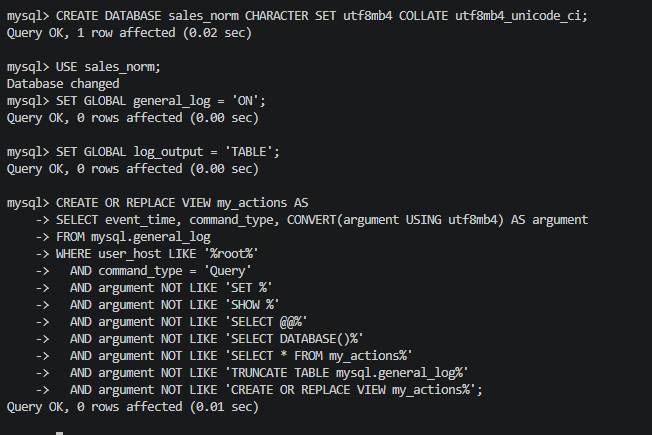 mysql> CREATE DATABASE sales_norm CHARACTER SET utf8mb4 COLLATE utf8mb4_unicode_ci;
Query OK, 1 row affected (0.02 sec)
mysql> USE sales_norm;
Database changed
mysql> SET GLOBAL general_log = 'ON';
Query OK, 0 rows affected (0.00 sec)
mysql> SET GLOBAL log_output = 'TABLE';
Query OK, 0 rows affected (0.00 sec)
mysql> CREATE OR REPLACE VIEW my_actions AS
    -> SELECT event_time, command_type, CONVERT(argument USING utf8mb4) AS argument
    -> FROM mysql.general_log
    -> WHERE user_host LIKE '%root%'
    ->   AND command_type = 'Query'
    ->   AND argument NOT LIKE 'SET %'
    ->   AND argument NOT LIKE 'SHOW %'
    ->   AND argument NOT LIKE 'SELECT @@%'
    ->   AND argument NOT LIKE 'SELECT DATABASE()%'
    ->   AND argument NOT LIKE 'SELECT * FROM my_actions%'
    ->   AND argument NOT LIKE 'TRUNCATE TABLE mysql.general_log%'
    ->   AND argument NOT LIKE 'CREATE OR REPLACE VIEW my_actions%';
Query OK, 0 rows affected (0.01 sec)